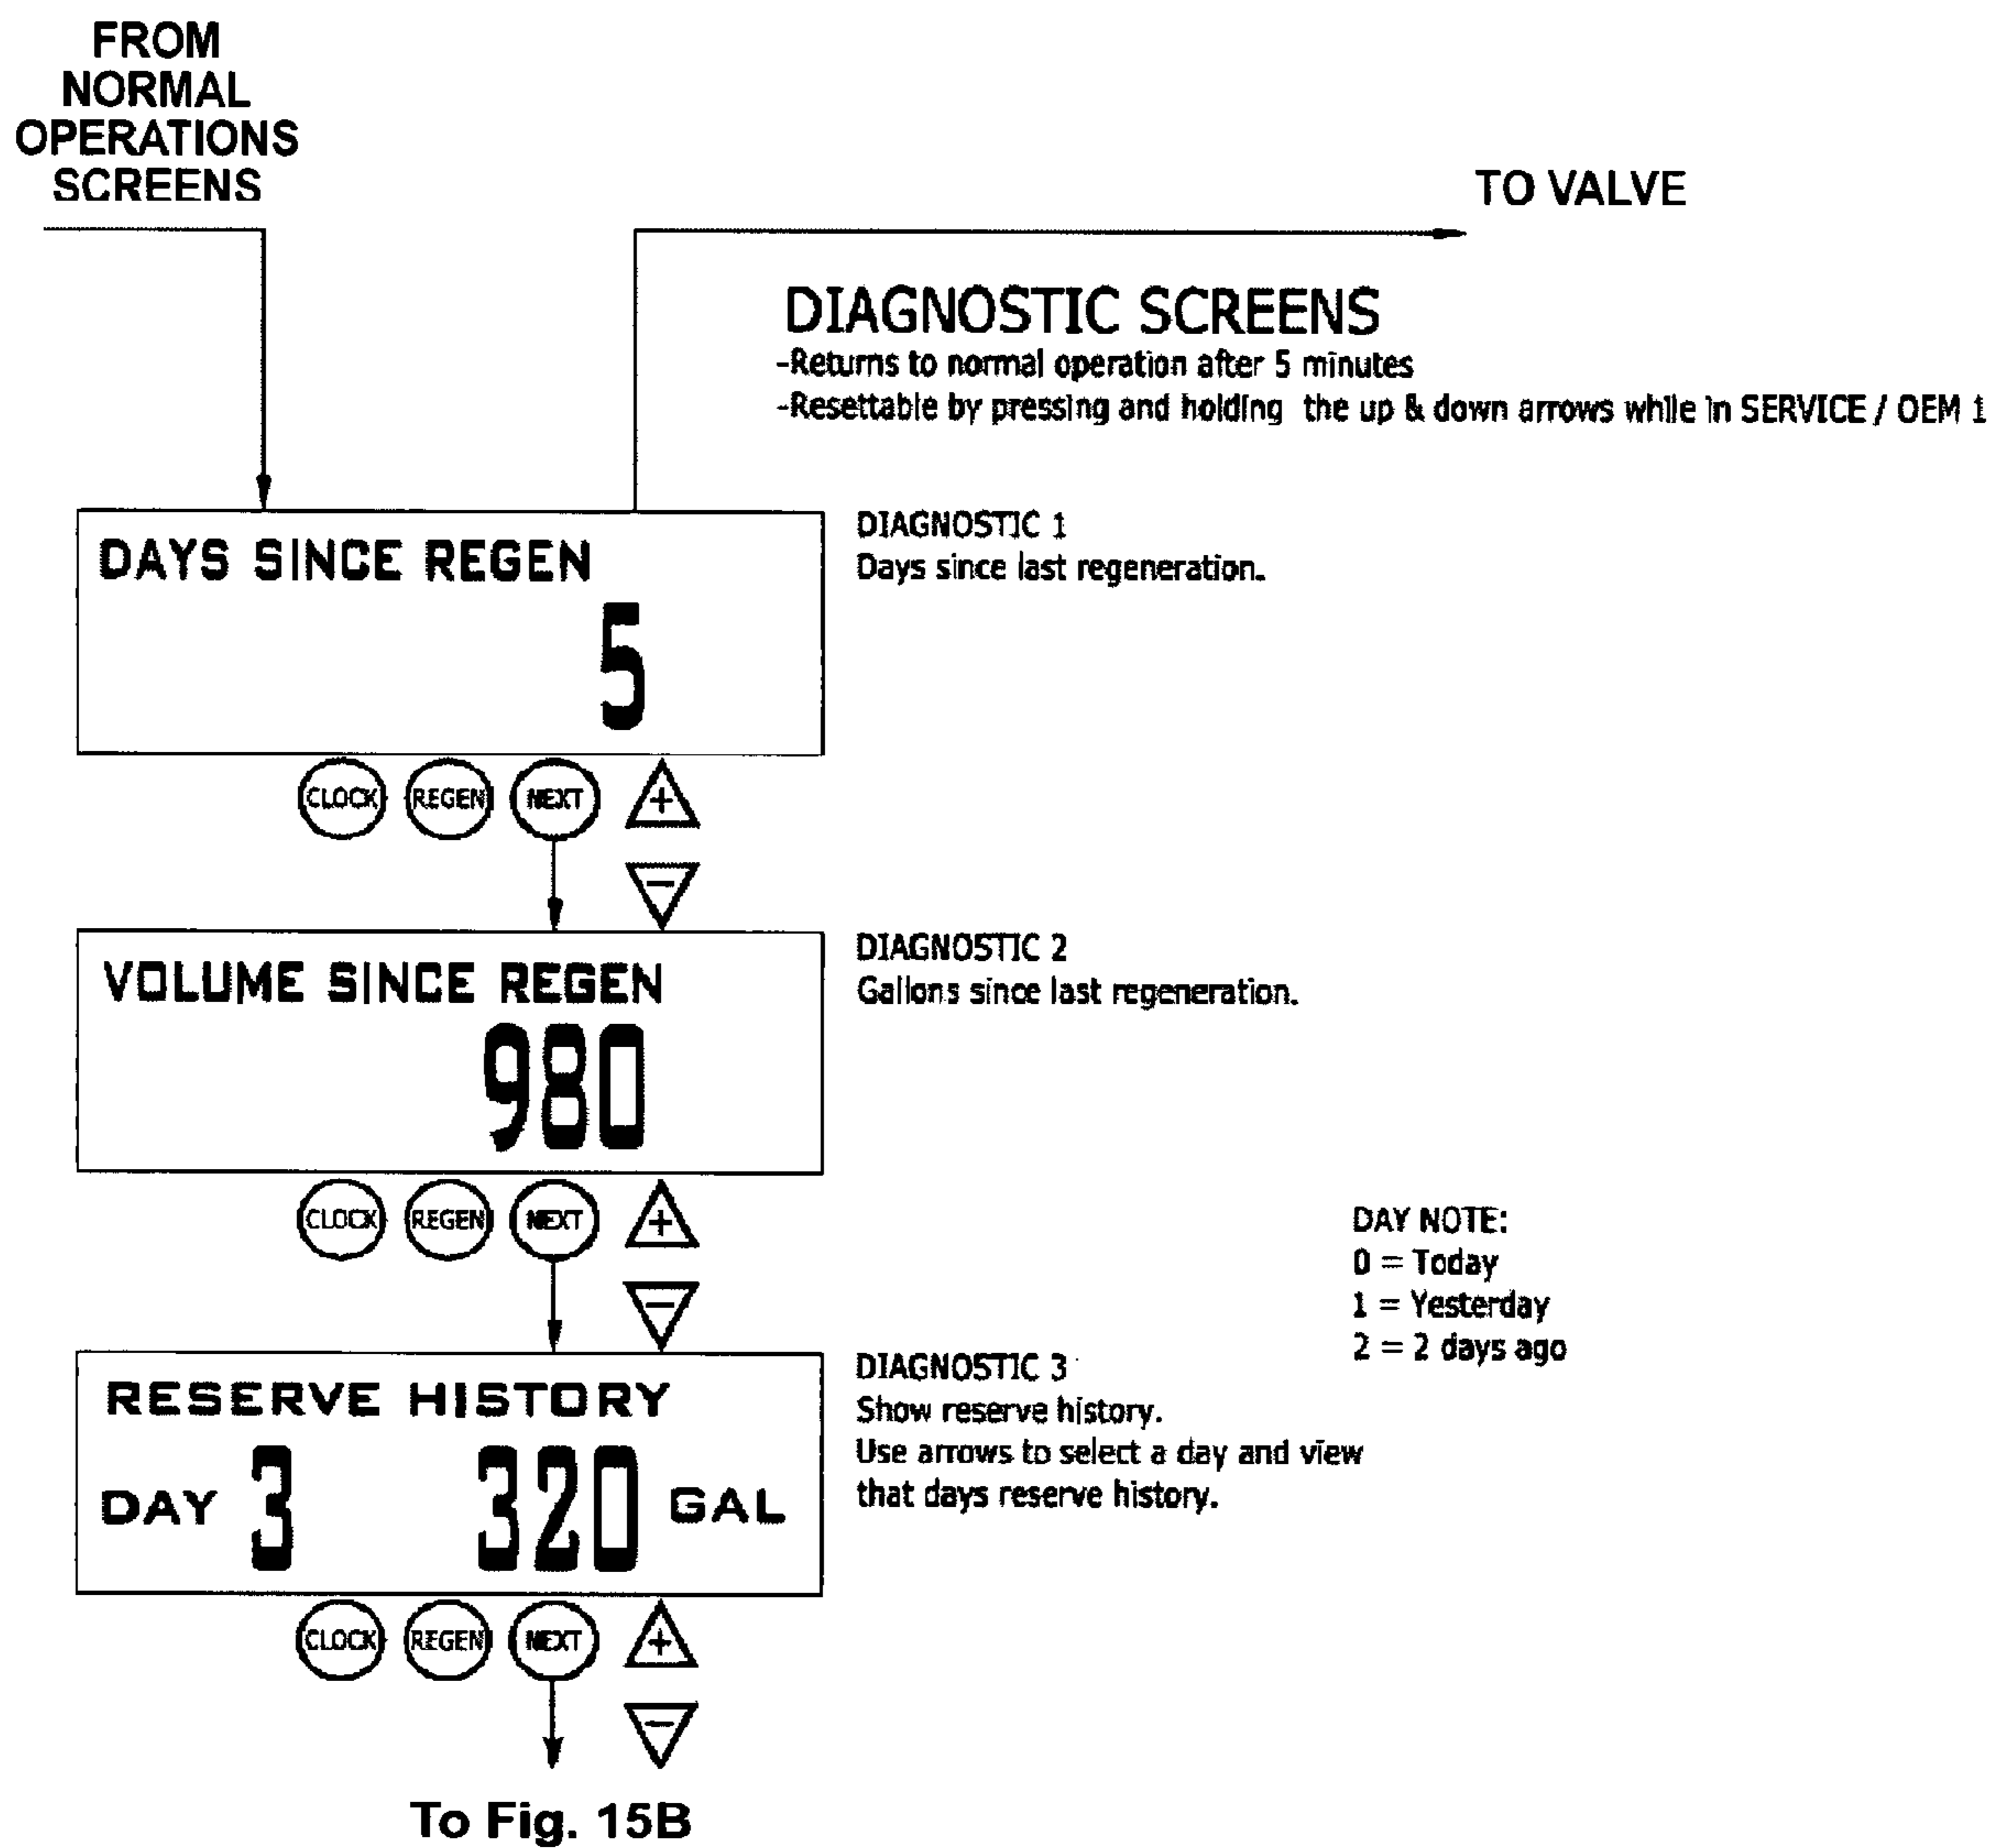 FROM
NORMAL
OPERATIONS
SCREENS
TO VALVE
DIAGNOSTIC SCREENS
-Returns to normal operation after 5 minutes
-Resettable by pressing and holding the up & down arrows while in SERVICE / OEM 1
DAYS SINCE REGEN
5
DIAGNOSTIC 1
Days since last regeneration.
CLOCK REGEN NEXT +
−
VOLUME SINCE REGEN
980
DIAGNOSTIC 2
Gallons since last regeneration.
CLOCK REGEN NEXT +
−
DAY NOTE:
0 = Today
1 = Yesterday
2 = 2 days ago
RESERVE HISTORY
DAY 3 320 GAL
DIAGNOSTIC 3
Show reserve history.
Use arrows to select a day and view
that days reserve history.
CLOCK REGEN NEXT +
−
To Fig. 15B